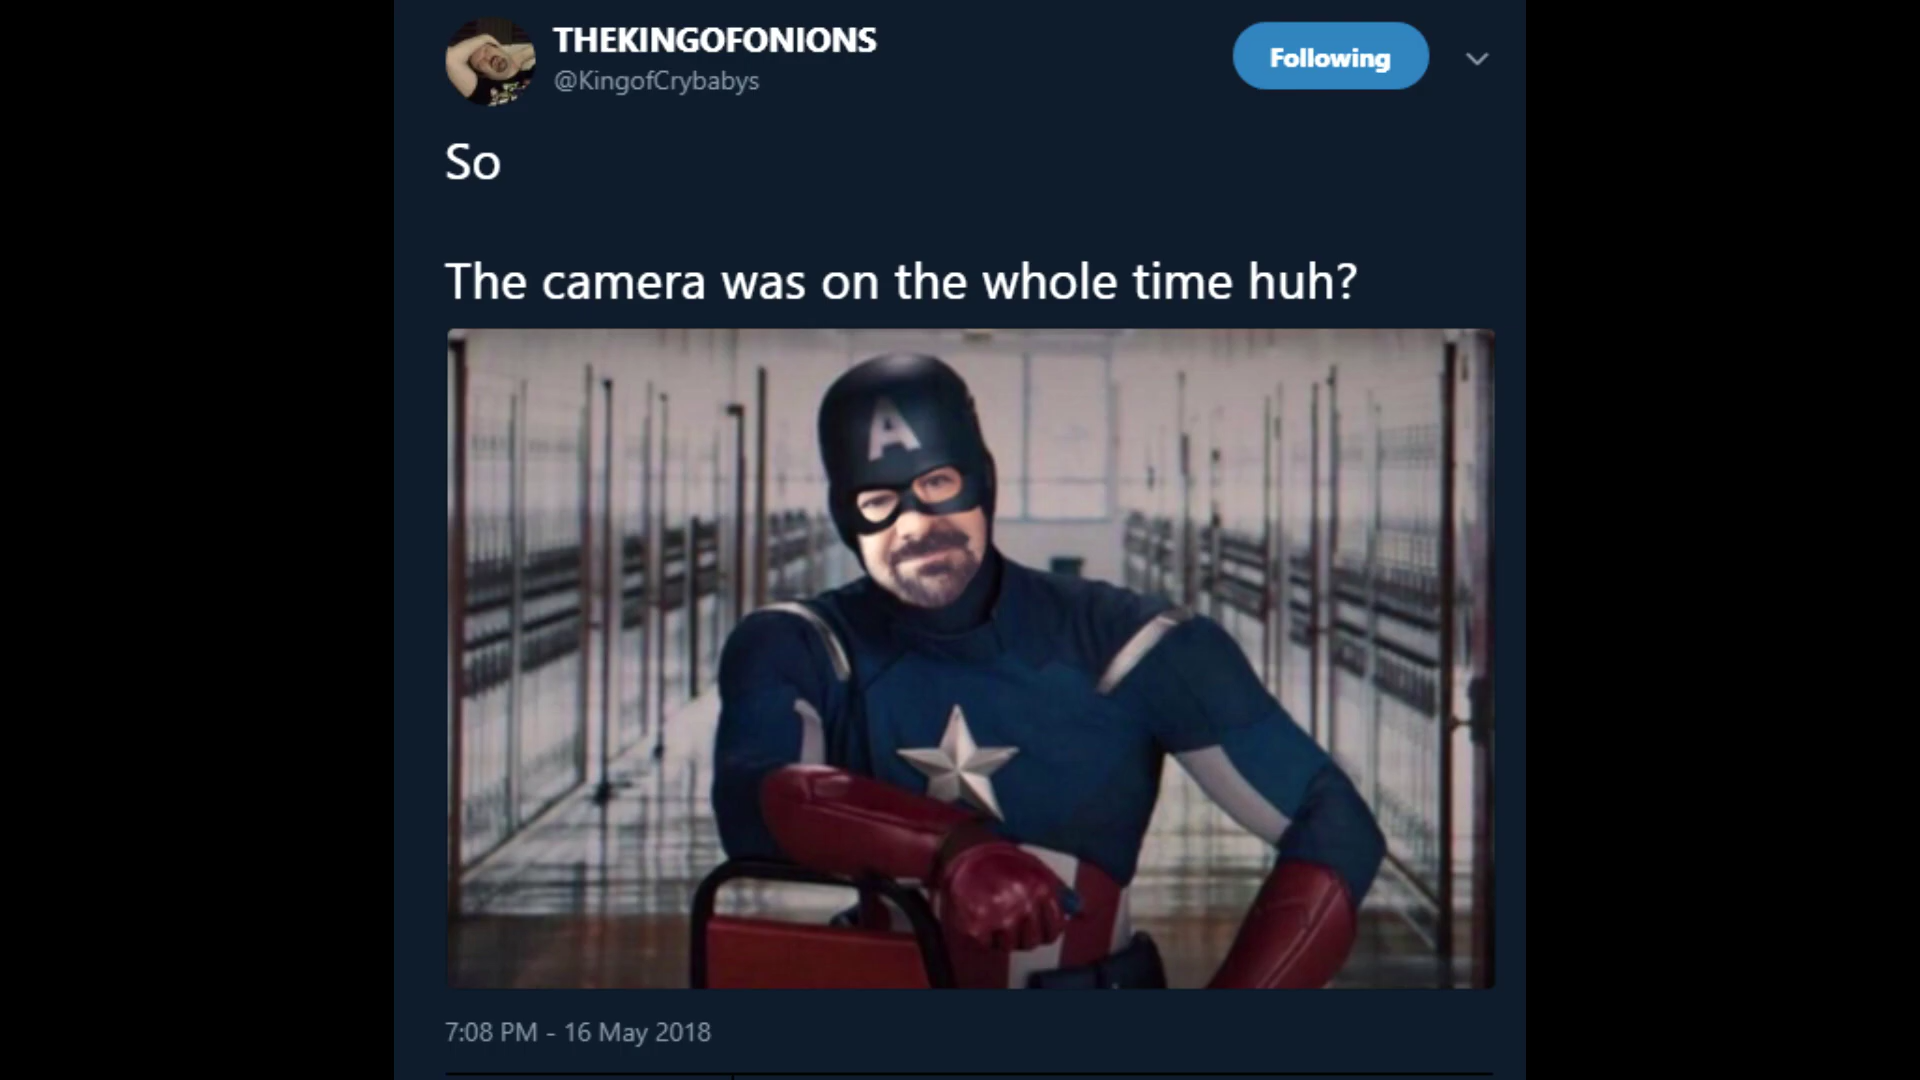 THEKINGOFONIONS
@KingofCrybabys
Following
So
The camera was on the whole time huh?
A
7:08 PM - 16 May 2018